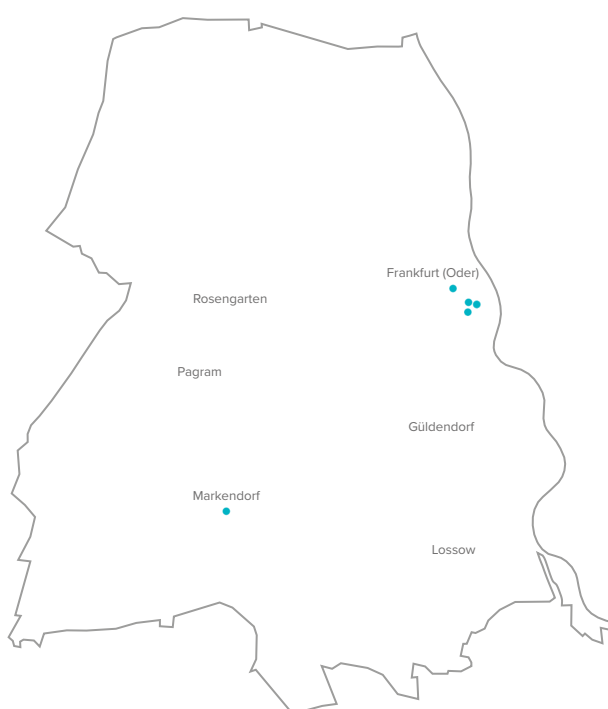 Frankfurt (Oder)
Rosengarten
Pagram
Güldendorf
Markendorf
Lossow